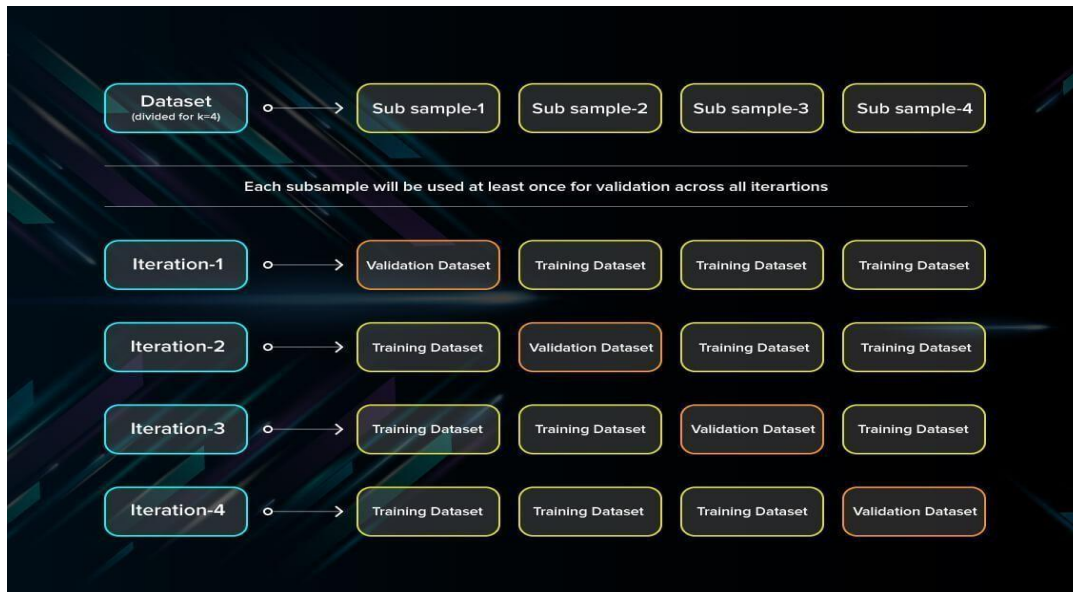 Dataset
(divided for k=4)
Sub sample-1
Sub sample-2
Sub sample-3
Sub sample-4
Each subsample will be used at least once for validation across all iterartions
Iteration-1
Validation Dataset
Training Dataset
Training Dataset
Training Dataset
Iteration-2
Training Dataset
Validation Dataset
Training Dataset
Training Dataset
Iteration-3
Training Dataset
Training Dataset
Validation Dataset
Training Dataset
Iteration-4
Training Dataset
Training Dataset
Training Dataset
Validation Dataset